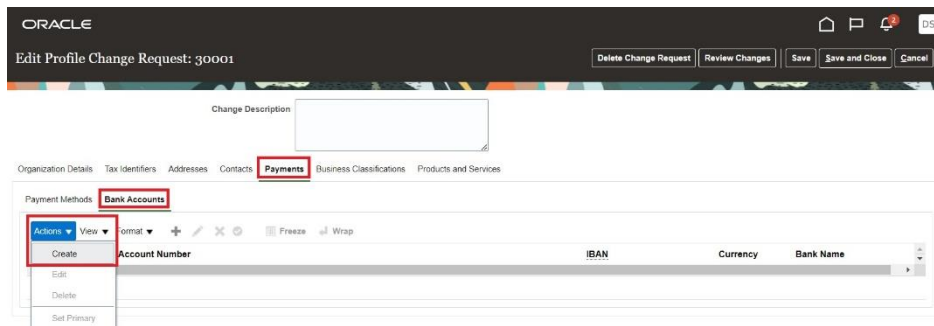 ORACLE
2
DS
Edit Profile Change Request: 30001
Delete Change Request Review Changes Save Save and Close Cancel
Change Description
Organization Details Tax Identifiers Addresses Contacts Payments Business Classifications Products and Services
Payment Methods Bank Accounts
Actions View Format Freeze Wrap
Create Account Number IBAN Currency Bank Name
Edit
Delete
Set Primary